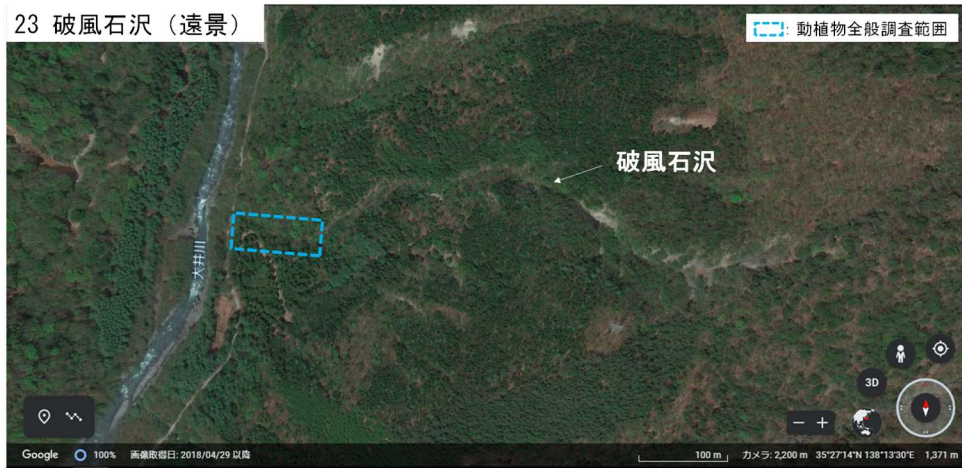 23 破風石沢（遠景）
: 動植物全般調査範囲
破風石沢
大井川
3D
Google 100% 画像取得日: 2018/04/29 以降 100 m カメラ: 2,200 m 35°27'14"N 138°13'30"E 1,371 m